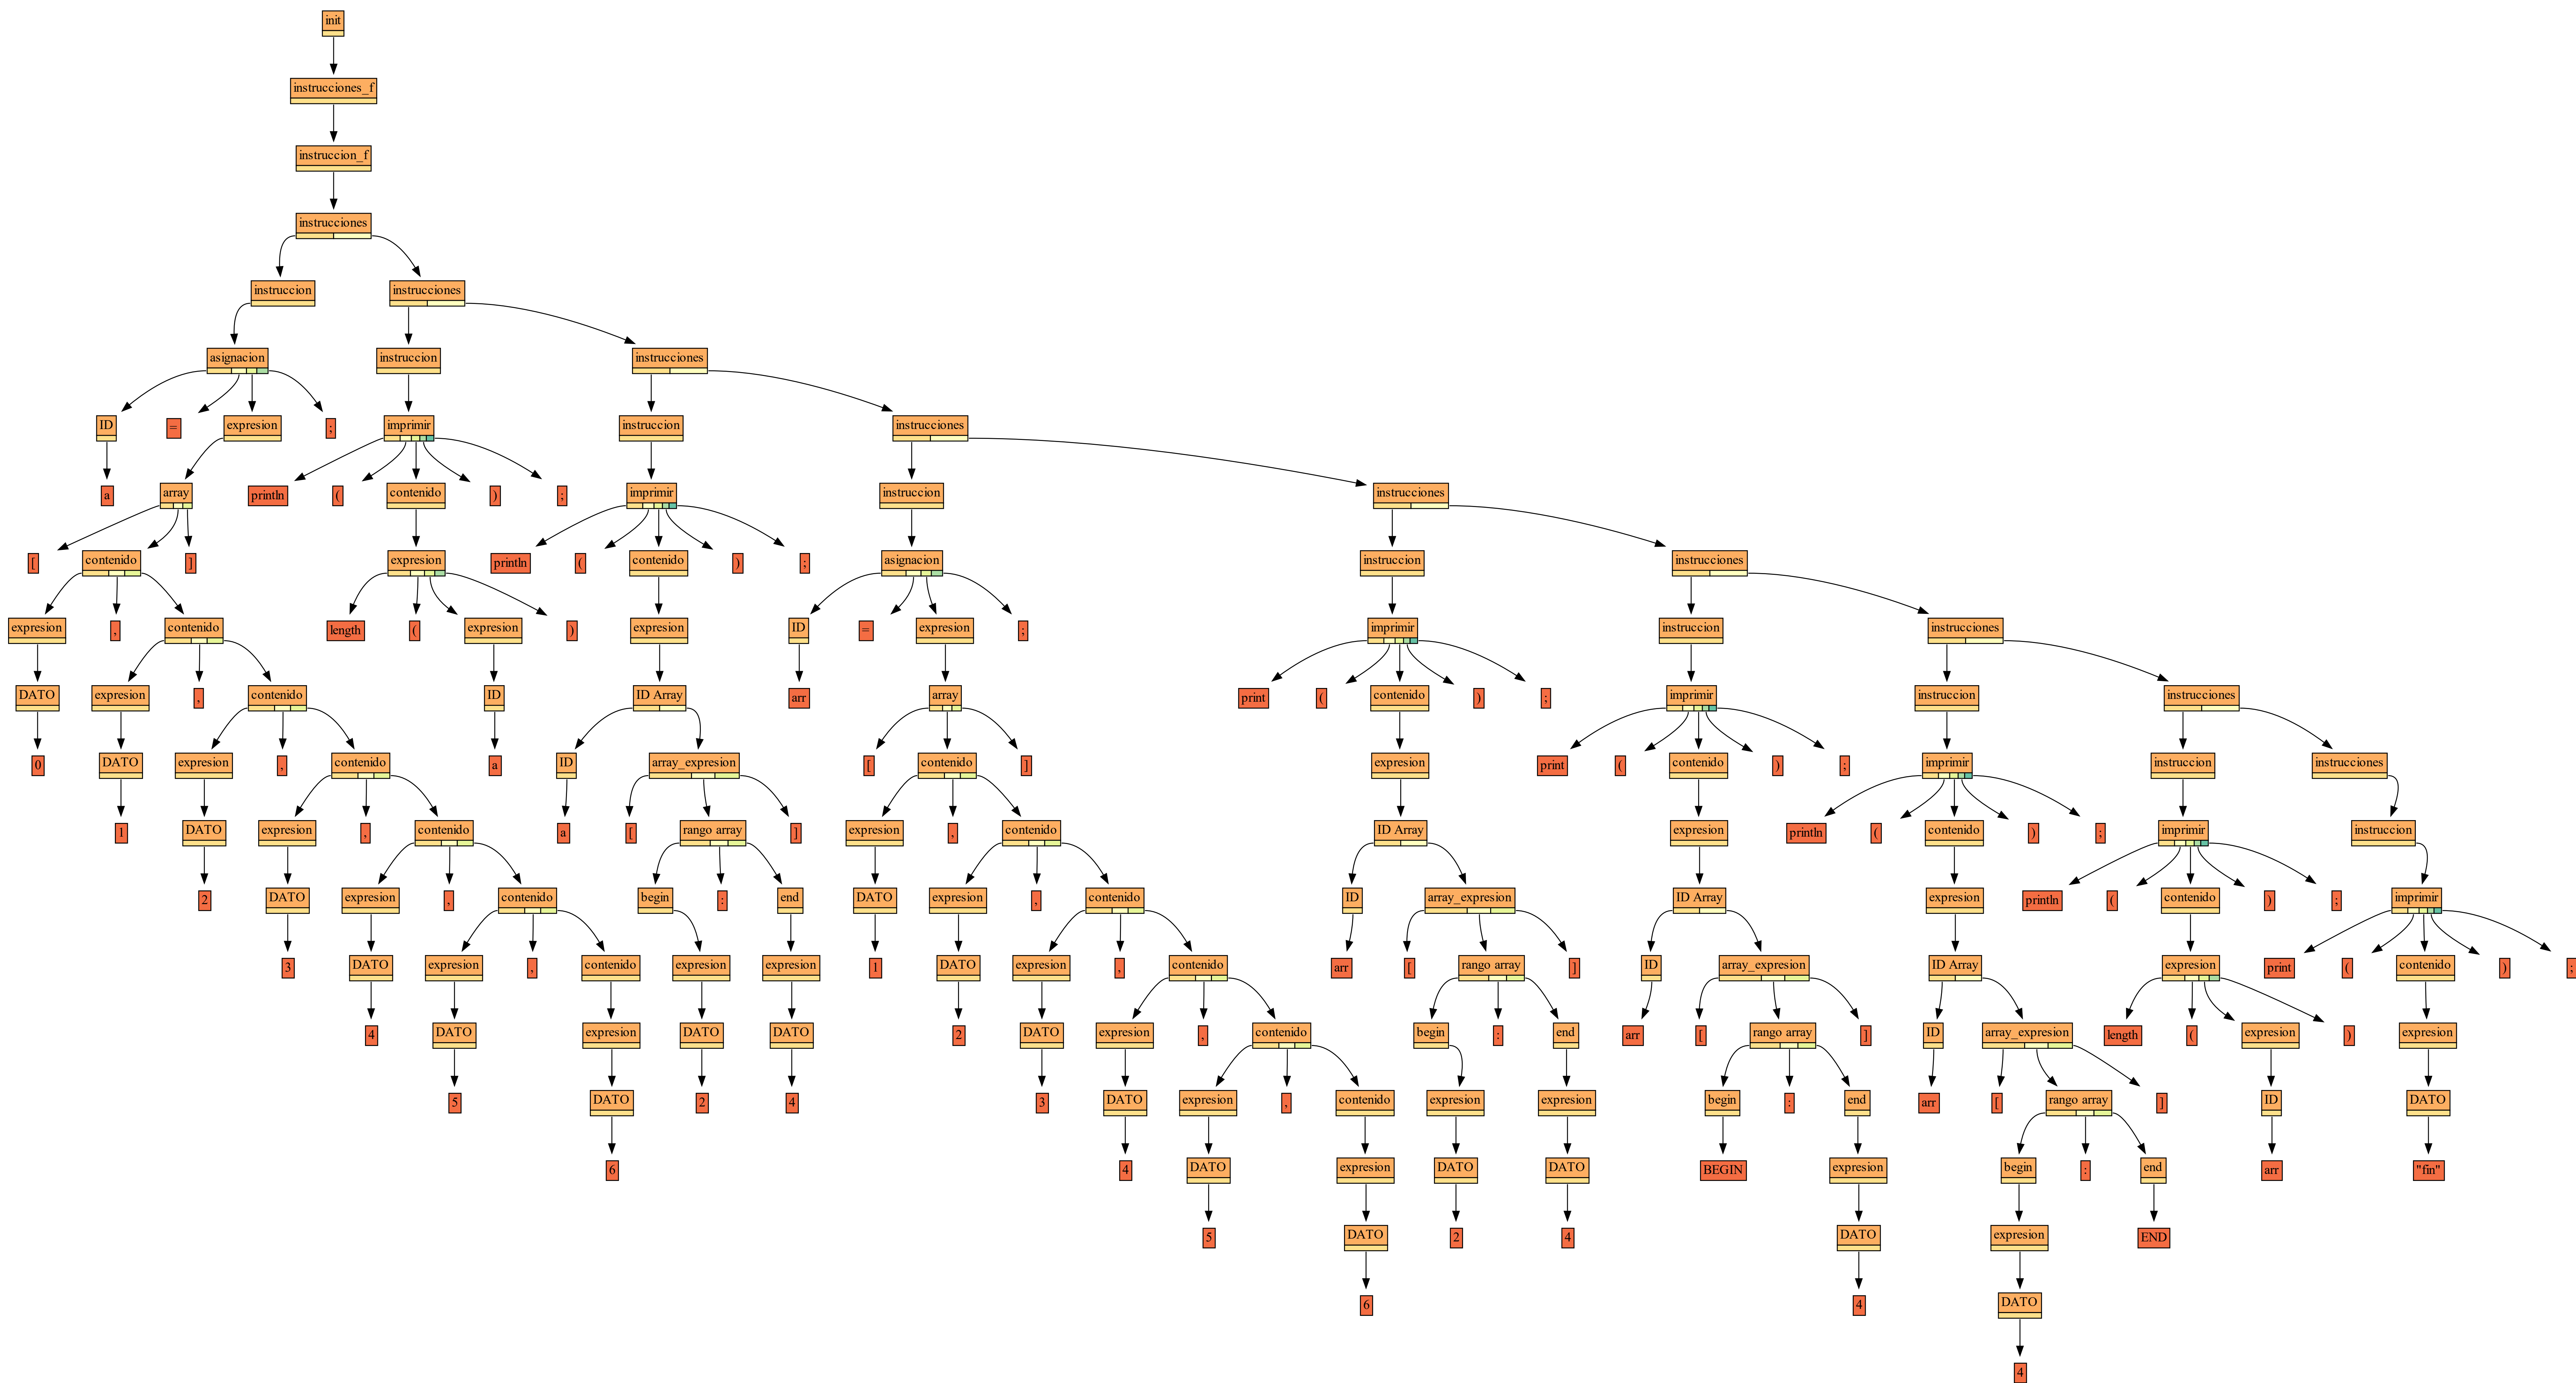 init
instrucciones_f
instruccion_f
instrucciones
instruccion instrucciones
asignacion instruccion instrucciones
ID = expresion ; imprimir instruccion instrucciones
a array println ( contenido ) ; imprimir instruccion instrucciones
[ contenido ] expresion println ( contenido ) ; asignacion instruccion instrucciones
expresion , contenido length ( expresion ) expresion ID = expresion ; imprimir instruccion instrucciones
DATO expresion , contenido ID ID Array arr array print ( contenido ) ; imprimir instruccion instrucciones
0 DATO expresion , contenido a ID array_expresion [ contenido ] expresion print ( contenido ) ; imprimir instruccion instrucciones
1 DATO expresion , contenido a [ rango array ] expresion , contenido ID Array expresion println ( contenido ) ; imprimir instruccion
2 DATO expresion , contenido begin : end DATO expresion , contenido ID array_expresion ID Array expresion println ( contenido ) ; imprimir
3 DATO expresion , contenido expresion expresion 1 DATO expresion , contenido arr [ rango array ] ID array_expresion ID Array expresion print ( contenido ) ;
4 DATO expresion DATO DATO 2 DATO expresion , contenido begin : end arr [ rango array ] ID array_expresion length ( expresion ) expresion
5 DATO 2 4 3 DATO expresion , contenido expresion expresion begin : end arr [ rango array ] ID DATO
6 4 DATO expresion DATO DATO BEGIN expresion begin : end arr "fin"
5 DATO 2 4 DATO expresion END
6 4 DATO
4